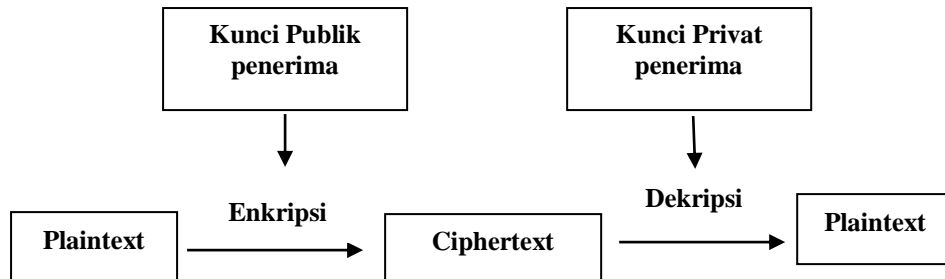 Kunci Publik
penerima
Kunci Privat
penerima
Enkripsi
Dekripsi
Plaintext
Ciphertext
Plaintext